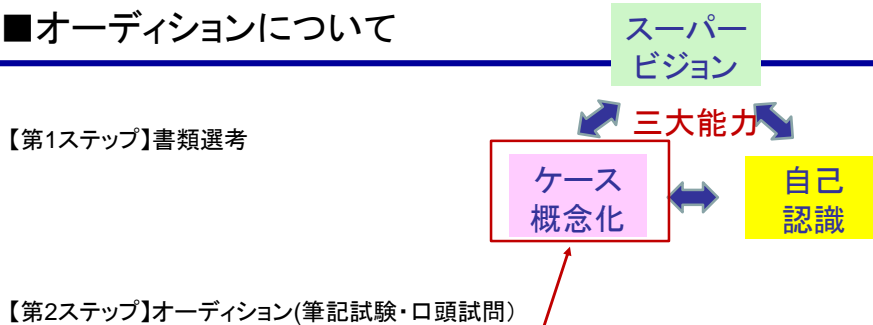 ■オーディションについて
スーパー
ビジョン
三大能力
【第1ステップ】書類選考
ケース
概念化
自己
認識
【第2ステップ】オーディション(筆記試験・口頭試問)